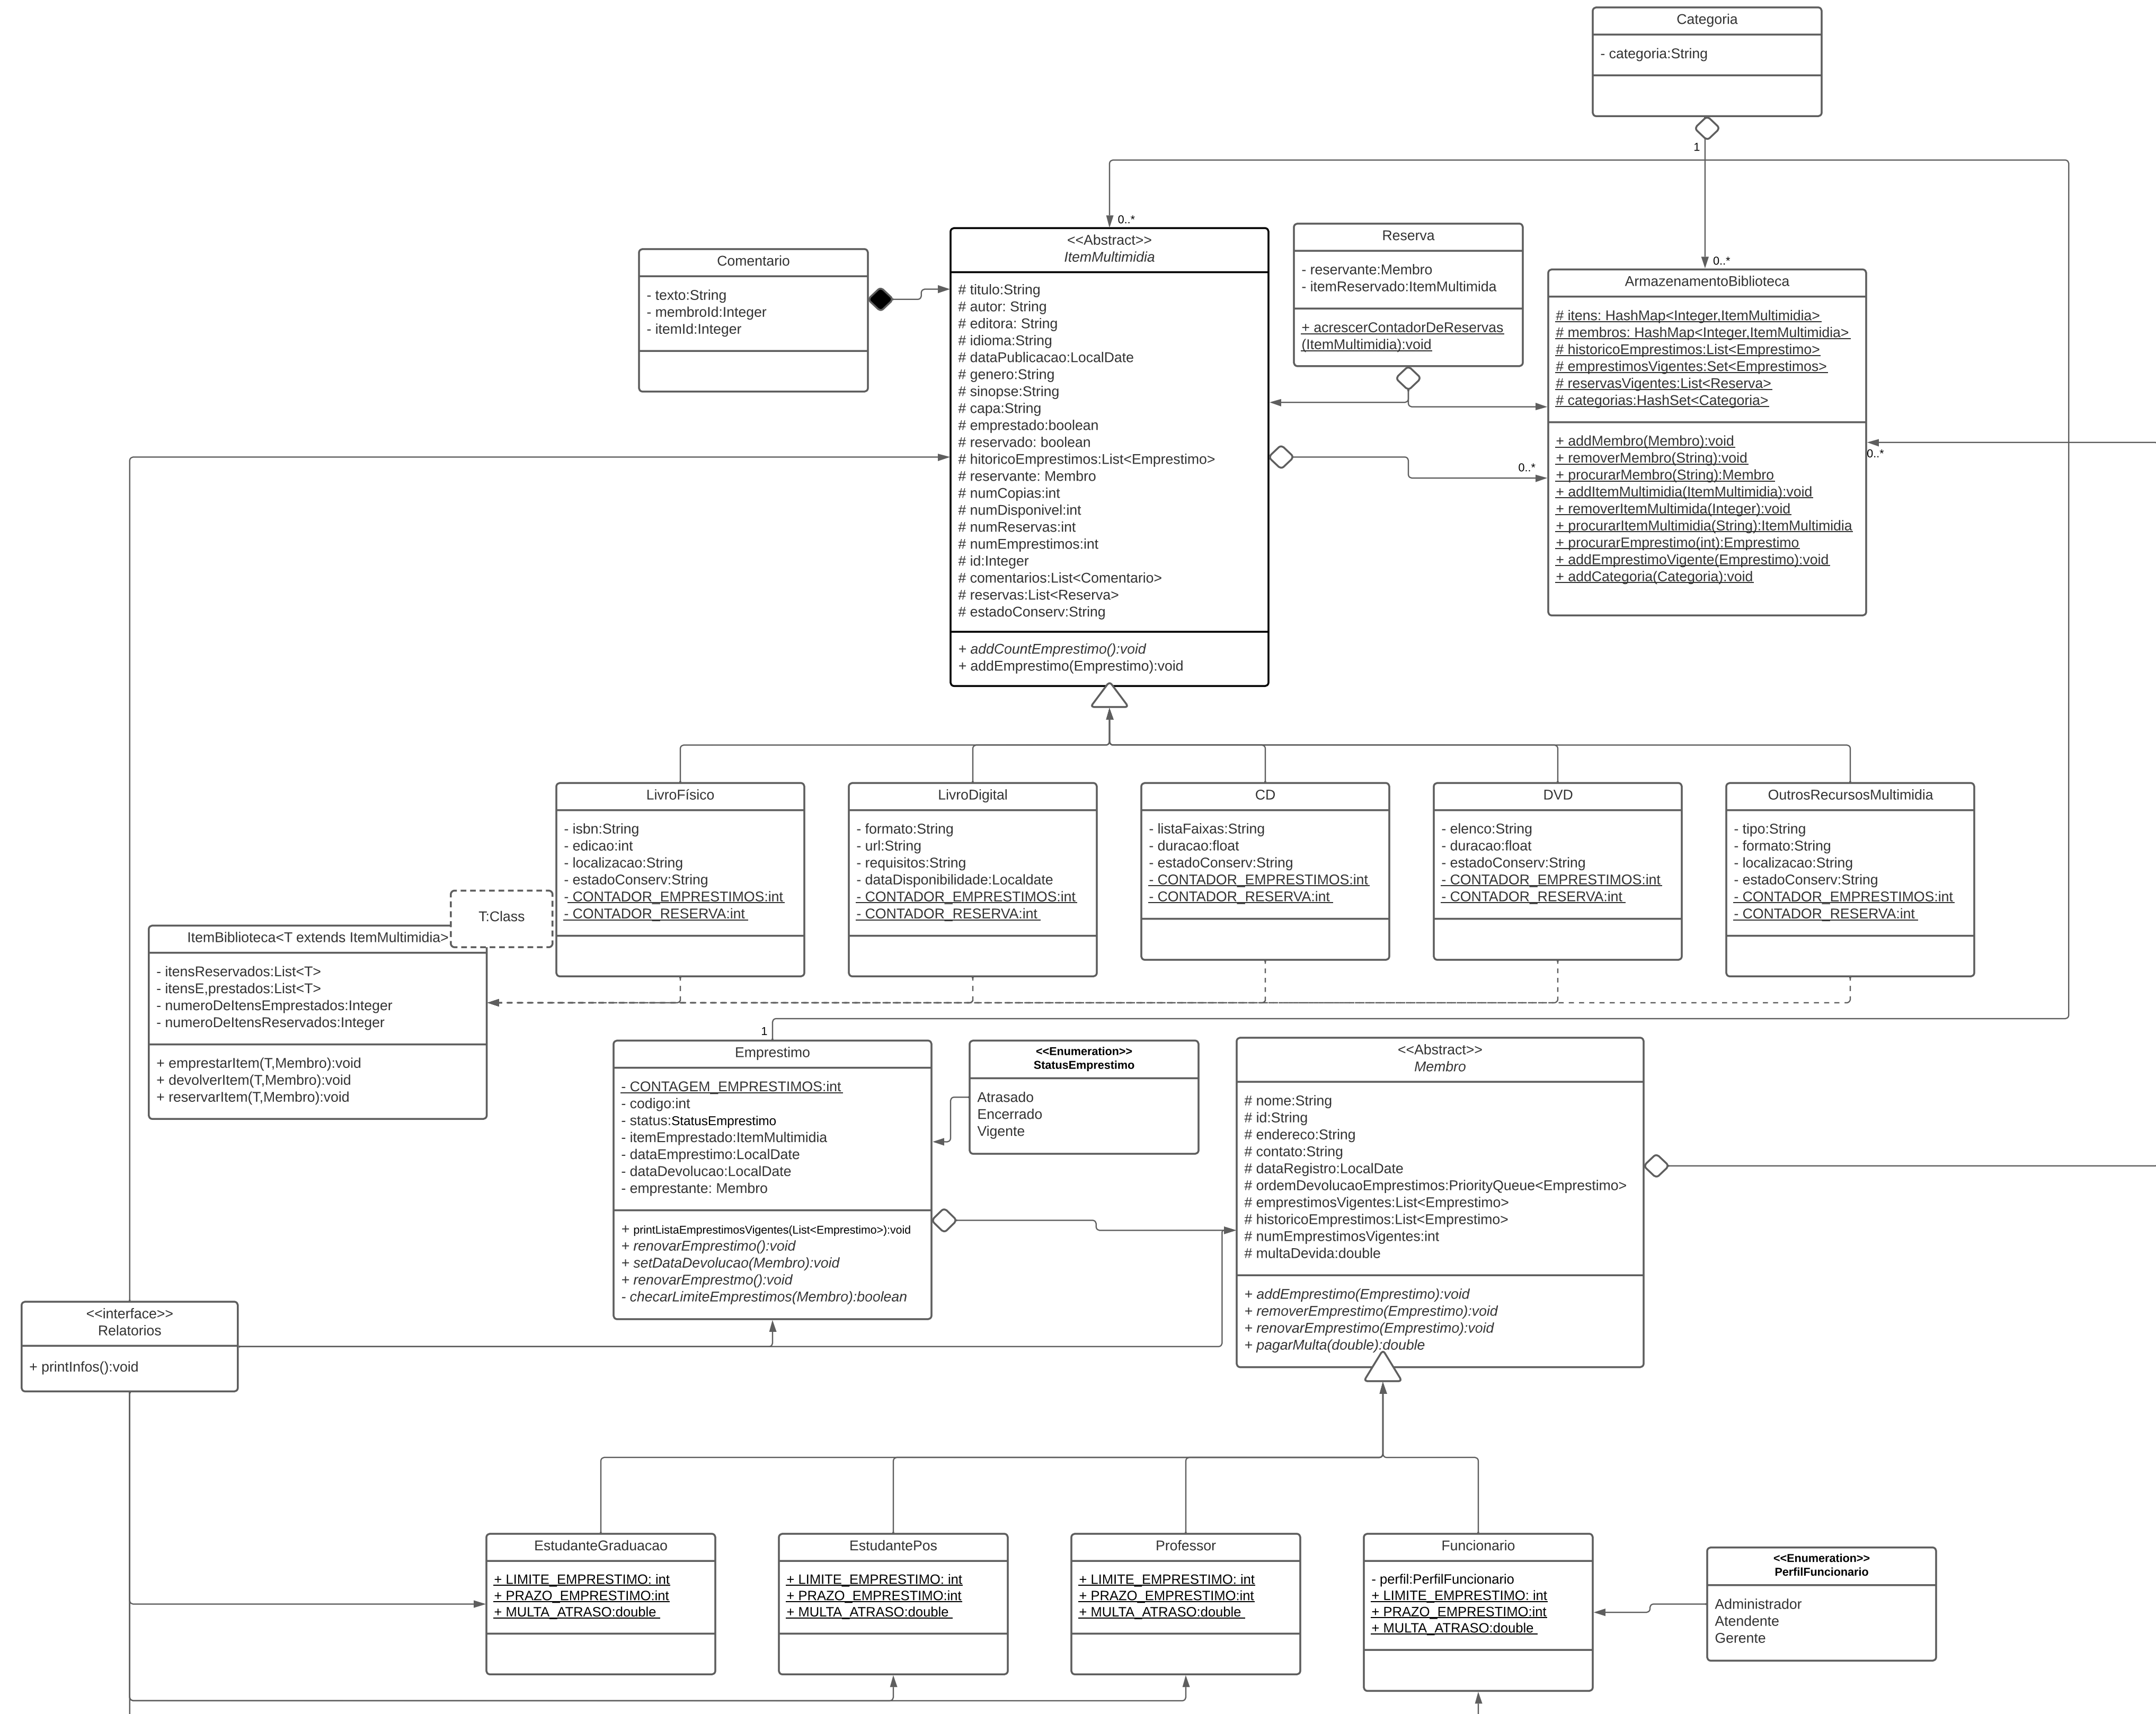 Categoria
- categoria:String
1
0..*
0..*
Comentario
- texto:String
- membroId:Integer
- itemId:Integer
<<Abstract>>
ItemMultimidia
# titulo:String
# autor: String
# editora: String
# idioma:String
# dataPublicacao:LocalDate
# genero:String
# sinopse:String
# capa:String
# emprestado:boolean
# reservado: boolean
# hitoricoEmprestimos:List<Emprestimo>
# reservante: Membro
# numCopias:int
# numDisponivel:int
# numReservas:int
# numEmprestimos:int
# id:Integer
# comentarios:List<Comentario>
# reservas:List<Reserva>
# estadoConserv:String
+ addCountEmprestimo():void
+ addEmprestimo(Emprestimo):void
Reserva
- reservante:Membro
- itemReservado:ItemMultimida
+ acrescerContadorDeReservas
(ItemMultimidia):void
0..*
ArmazenamentoBiblioteca
# itens: HashMap<Integer,ItemMultimidia>
# membros: HashMap<Integer,ItemMultimidia>
# historicoEmprestimos:List<Emprestimo>
# emprestimosVigentes:Set<Emprestimos>
# reservasVigentes:List<Reserva>
# categorias:HashSet<Categoria>
+ addMembro(Membro):void
+ removerMembro(String):void
+ procurarMembro(String):Membro
+ addItemMultimidia(ItemMultimidia):void
+ removerItemMultimida(Integer):void
+ procurarItemMultimidia(String):ItemMultimidia
+ procurarEmprestimo(int):Emprestimo
+ addEmprestimoVigente(Emprestimo):void
+ addCategoria(Categoria):void
0..*
LivroFísico
- isbn:String
- edicao:int
- localizacao:String
- estadoConserv:String
- CONTADOR_EMPRESTIMOS:int
- CONTADOR_RESERVA:int
LivroDigital
- formato:String
- url:String
- requisitos:String
- dataDisponibilidade:Localdate
- CONTADOR_EMPRESTIMOS:int
- CONTADOR_RESERVA:int
CD
- listaFaixas:String
- duracao:float
- estadoConserv:String
- CONTADOR_EMPRESTIMOS:int
- CONTADOR_RESERVA:int
DVD
- elenco:String
- duracao:float
- estadoConserv:String
- CONTADOR_EMPRESTIMOS:int
- CONTADOR_RESERVA:int
OutrosRecursosMultimidia
- tipo:String
- formato:String
- localizacao:String
- estadoConserv:String
- CONTADOR_EMPRESTIMOS:int
- CONTADOR_RESERVA:int
T:Class
ItemBiblioteca<T extends ItemMultimidia>
- itensReservados:List<T>
- itensE,prestados:List<T>
- numeroDeItensEmprestados:Integer
- numeroDeItensReservados:Integer
+ emprestarItem(T,Membro):void
+ devolverItem(T,Membro):void
+ reservarItem(T,Membro):void
1
Emprestimo
- CONTAGEM_EMPRESTIMOS:int
- codigo:int
- status:StatusEmprestimo
- itemEmprestado:ItemMultimidia
- dataEmprestimo:LocalDate
- dataDevolucao:LocalDate
- emprestante: Membro
+ printListaEmprestimosVigentes(List<Emprestimo>):void
+ renovarEmprestimo():void
+ setDataDevolucao(Membro):void
+ renovarEmprestmo():void
- checarLimiteEmprestimos(Membro):boolean
<<Enumeration>>
StatusEmprestimo
Atrasado
Encerrado
Vigente
<<Abstract>>
Membro
# nome:String
# id:String
# endereco:String
# contato:String
# dataRegistro:LocalDate
# ordemDevolucaoEmprestimos:PriorityQueue<Emprestimo>
# emprestimosVigentes:List<Emprestimo>
# historicoEmprestimos:List<Emprestimo>
# numEmprestimosVigentes:int
# multaDevida:double
+ addEmprestimo(Emprestimo):void
+ removerEmprestimo(Emprestimo):void
+ renovarEmprestimo(Emprestimo):void
+ pagarMulta(double):double
<<interface>>
Relatorios
+ printInfos():void
EstudanteGraduacao
+ LIMITE_EMPRESTIMO: int
+ PRAZO_EMPRESTIMO:int
+ MULTA_ATRASO:double
EstudantePos
+ LIMITE_EMPRESTIMO: int
+ PRAZO_EMPRESTIMO:int
+ MULTA_ATRASO:double
Professor
+ LIMITE_EMPRESTIMO: int
+ PRAZO_EMPRESTIMO:int
+ MULTA_ATRASO:double
Funcionario
- perfil:PerfilFuncionario
+ LIMITE_EMPRESTIMO: int
+ PRAZO_EMPRESTIMO:int
+ MULTA_ATRASO:double
<<Enumeration>>
PerfilFuncionario
Administrador
Atendente
Gerente